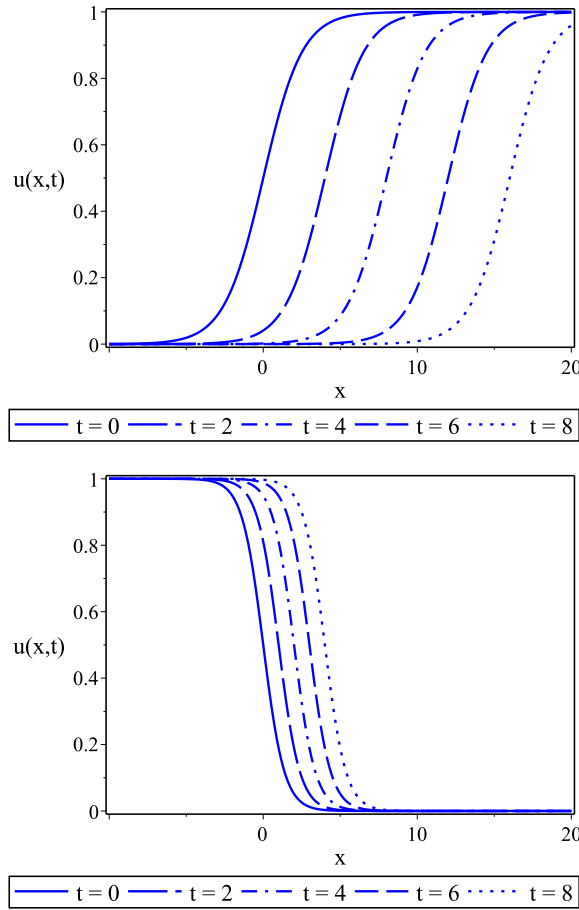 1
0.8
0.6
u(x,t)
0.4
0.2
0
0 10 20
x
t = 0 t = 2 t = 4 t = 6 t = 8
1
0.8
0.6
u(x,t)
0.4
0.2
0
0 10 20
x
t = 0 t = 2 t = 4 t = 6 t = 8